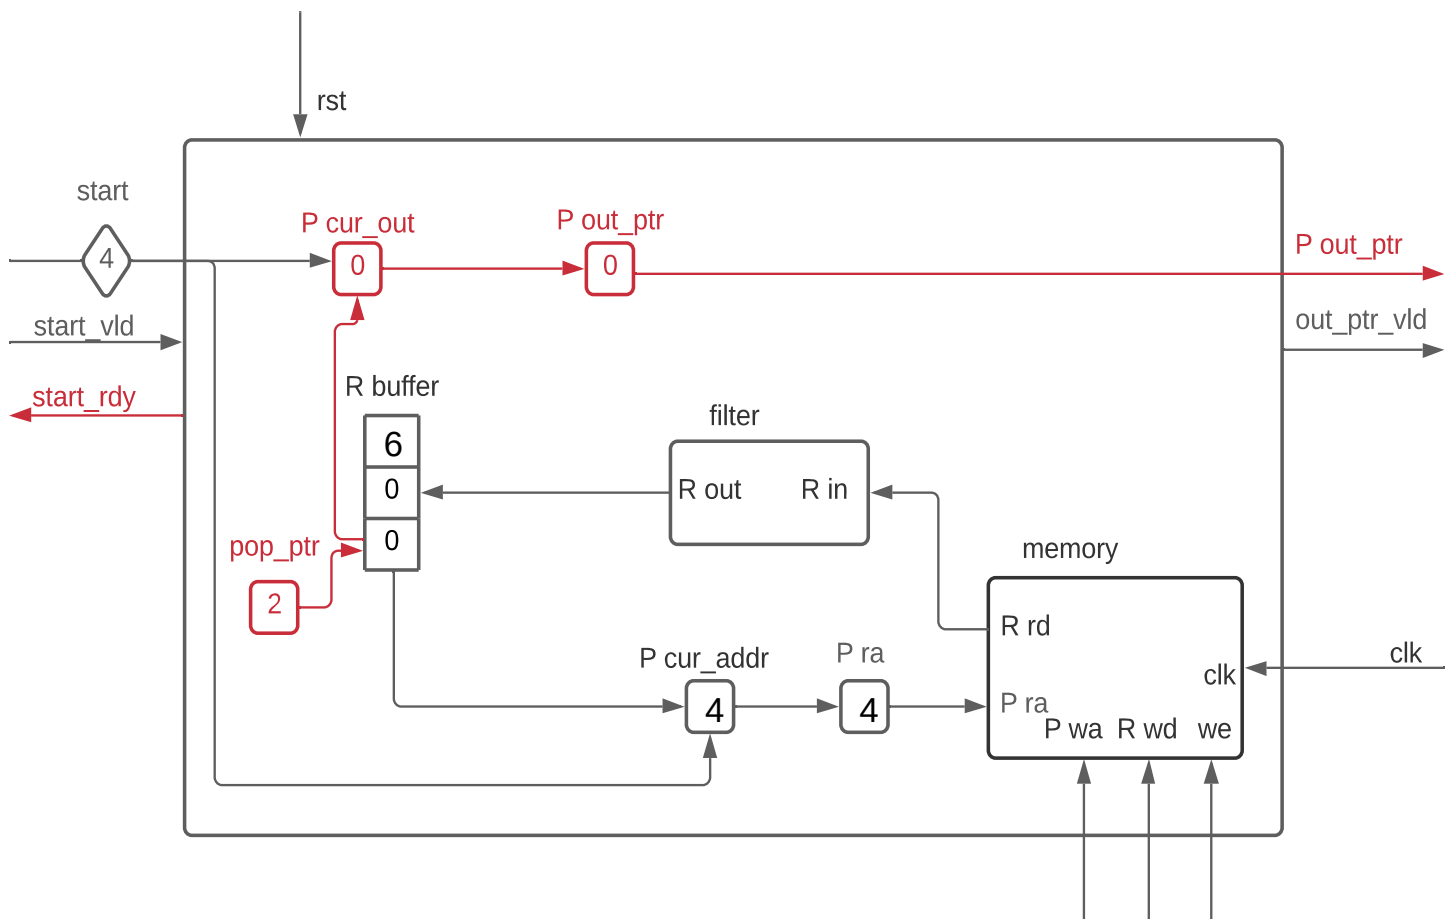 rst
start
4
P cur_out
0
P out_ptr
0
P out_ptr
start_vld
out_ptr_vld
start_rdy
R buffer
6
0
0
filter
R out
R in
pop_ptr
2
memory
R rd
clk
P ra
P wa
R wd
we
clk
P cur_addr
4
P ra
4